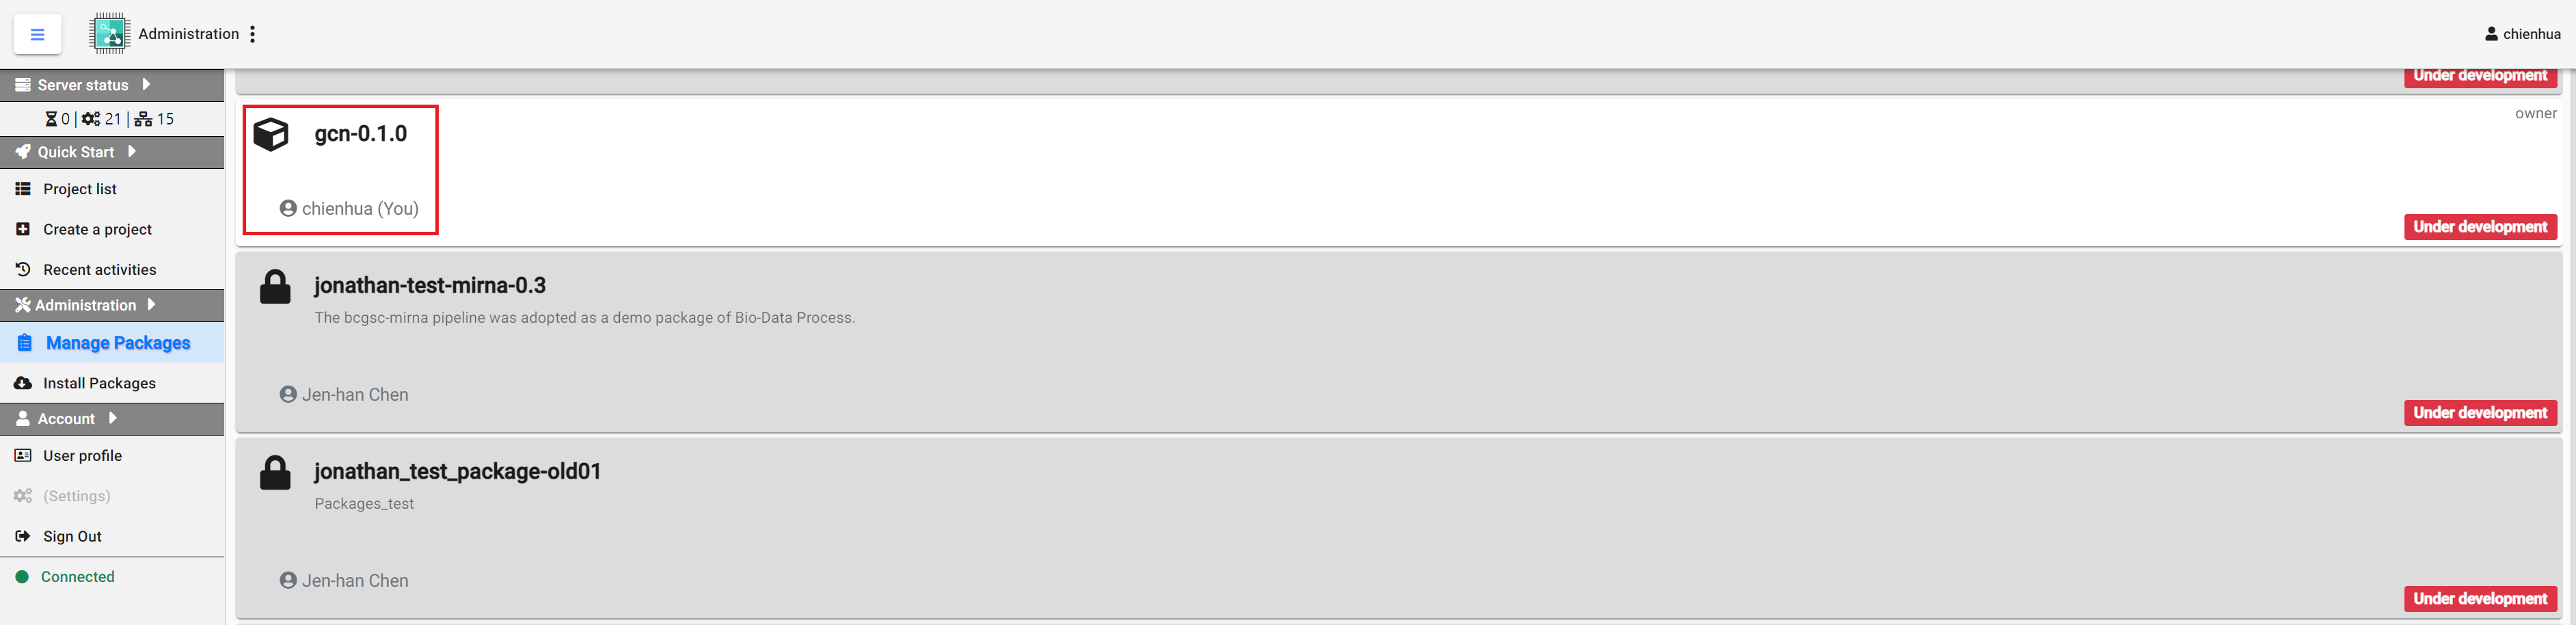 Administration
chienhua
Server status
0 | 21 | 15
Quick Start
Project list
Create a project
Recent activities
Administration
Manage Packages
Install Packages
Account
User profile
(Settings)
Sign Out
Connected
Under development
gcn-0.1.0
owner
chienhua (You)
Under development
jonathan-test-mirna-0.3
The bcgsc-mirna pipeline was adopted as a demo package of Bio-Data Process.
Jen-han Chen
Under development
jonathan_test_package-old01
Packages_test
Jen-han Chen
Under development